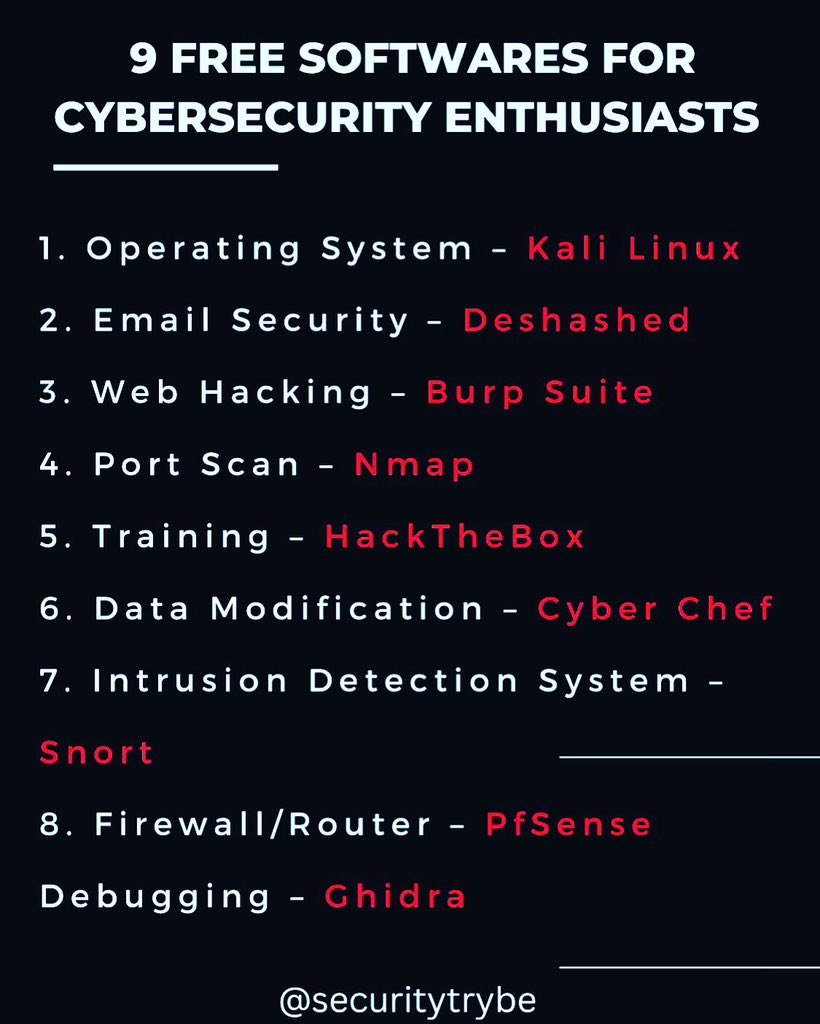 9 FREE SOFTWARES FOR
CYBERSECURITY ENTHUSIASTS
1. Operating System – Kali Linux
2. Email Security – Deshashed
3. Web Hacking – Burp Suite
4. Port Scan – Nmap
5. Training – HackTheBox
6. Data Modification – Cyber Chef
7. Intrusion Detection System –
Snort
8. Firewall/Router – PfSense
Debugging – Ghidra
@securitytrybe